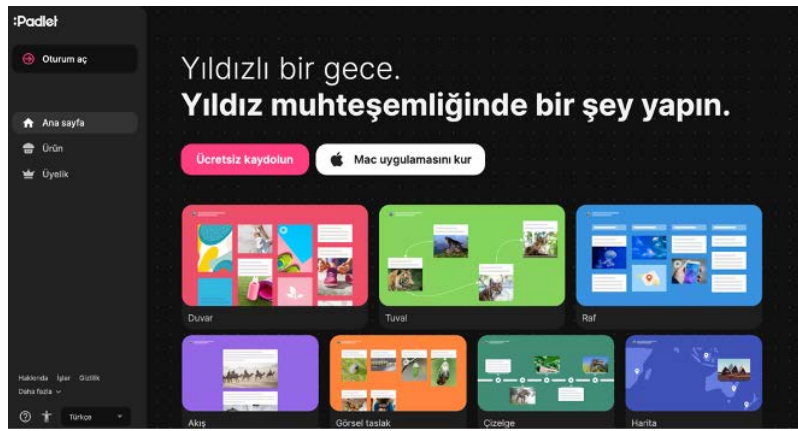 :Padlet
Oturum aç
Ana sayfa
Ürün
Üyelik
Hakkında İşler Gizlilik
Daha fazla
Türkçe
Yıldızlı bir gece.
Yıldız muhteşemliğinde bir şey yapın.
Ücretsiz kaydolun
Mac uygulamasını kur
Duvar
Tuval
Raf
Akış
Görsel taslak
Çizelge
Harita